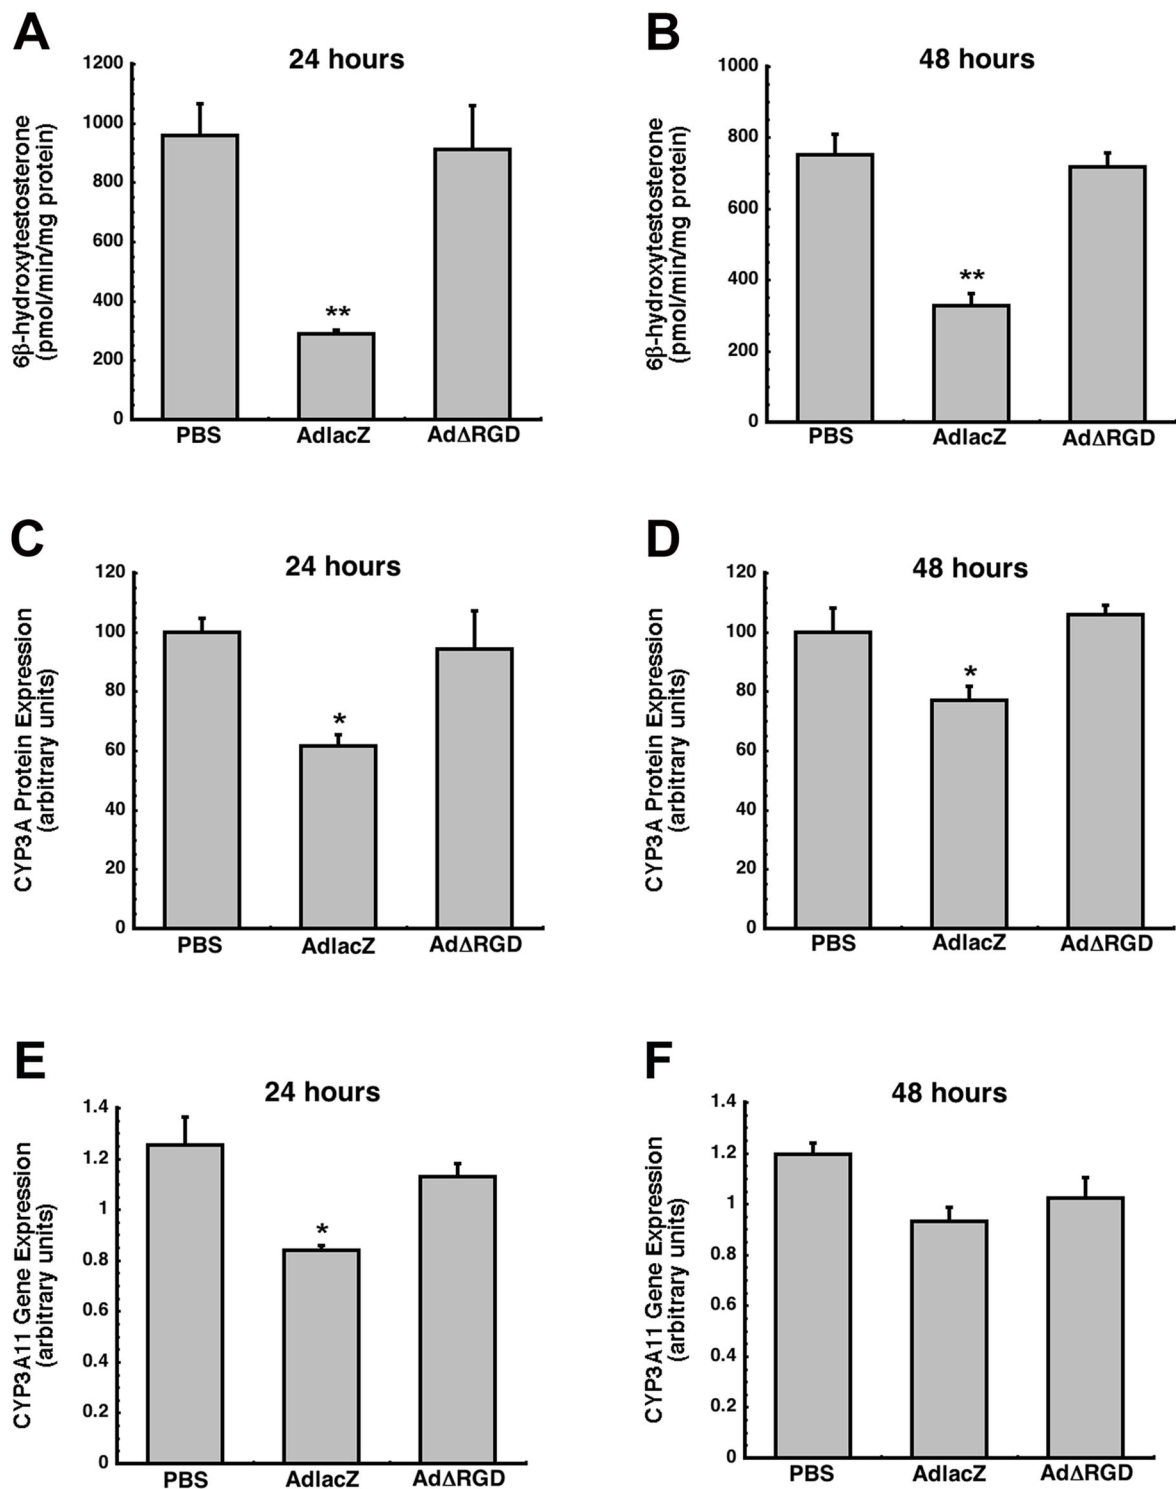 A
24 hours
6β-hydroxytestosterone
(pmol/min/mg protein)
1200
1000
800
600
400
200
0
**
PBS
AdlacZ
AdΔRGD
B
48 hours
6β-hydroxytestosterone
(pmol/min/mg protein)
1000
800
600
400
200
0
**
PBS
AdlacZ
AdΔRGD
C
24 hours
CYP3A Protein Expression
(arbitrary units)
120
100
80
60
40
20
0
*
PBS
AdlacZ
AdΔRGD
D
48 hours
CYP3A Protein Expression
(arbitrary units)
120
100
80
60
40
20
0
*
PBS
AdlacZ
AdΔRGD
E
24 hours
CYP3A11 Gene Expression
(arbitrary units)
1.4
1.2
1
0.8
0.6
0.4
0.2
0
*
PBS
AdlacZ
AdΔRGD
F
48 hours
CYP3A11 Gene Expression
(arbitrary units)
1.4
1.2
1
0.8
0.6
0.4
0.2
0
PBS
AdlacZ
AdΔRGD